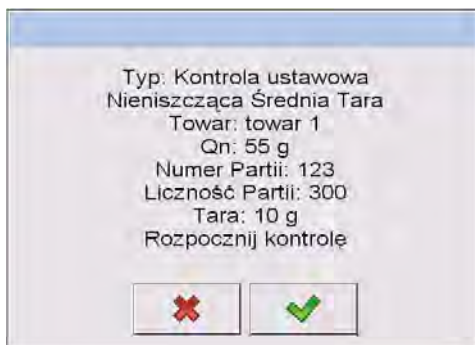 Typ: Kontrola ustawowa
Nieniszcząca Średnia Tara
Towar: towar 1
Qn: 55 g
Numer Partii: 123
Liczność Partii: 300
Tara: 10 g
Rozpocznij kontrolę